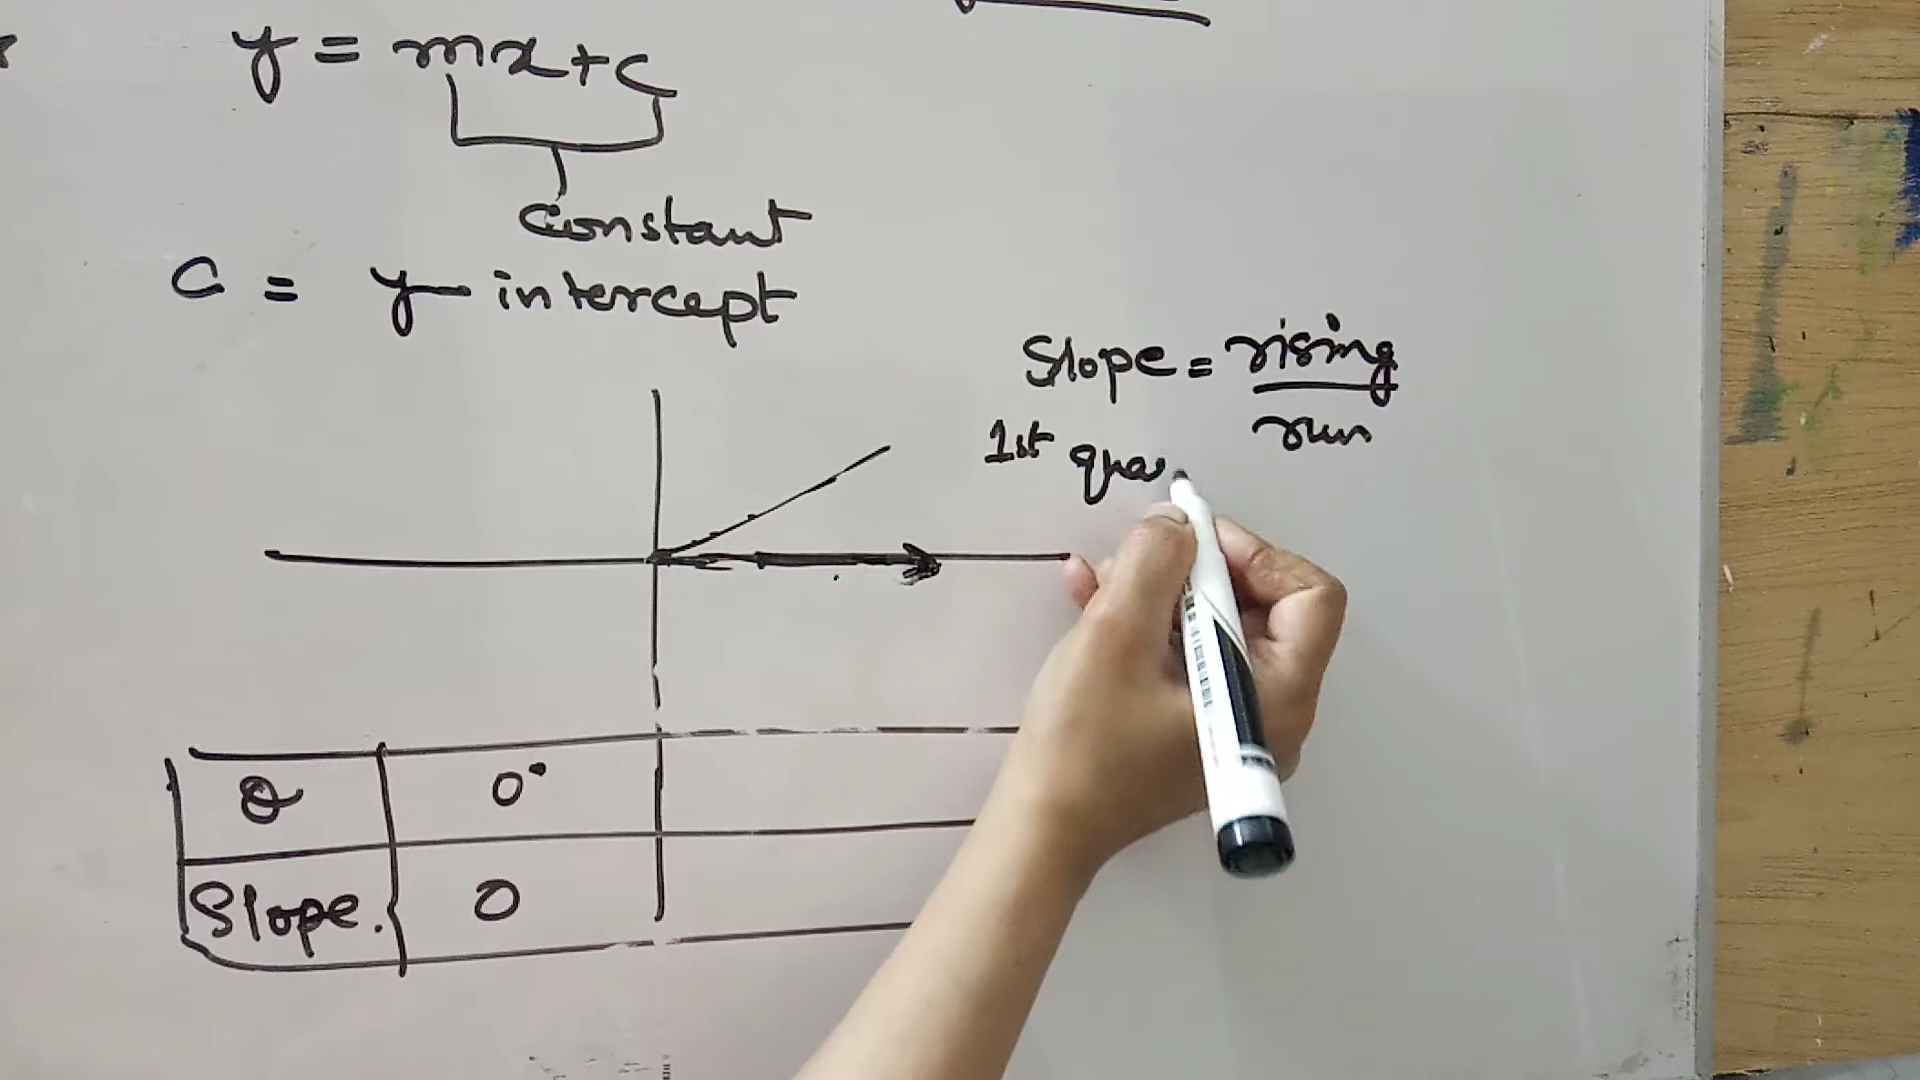 y = mx+c
constant
c = y-intercept
Slope = rising
run
1st qua
θ 0°
Slope. 0